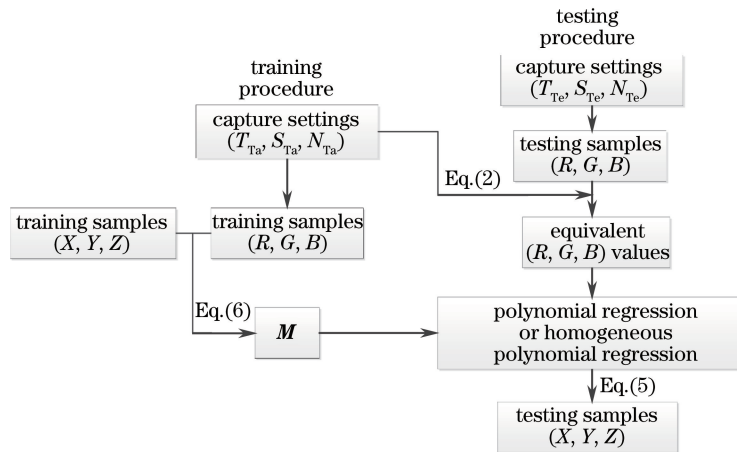 testing
procedure
capture settings
(T_Te, S_Te, N_Te)
training
procedure
capture settings
(T_Ta, S_Ta, N_Ta)
testing samples
(R, G, B)
Eq.(2)
training samples
(X, Y, Z)
training samples
(R, G, B)
equivalent
(R, G, B) values
Eq.(6)
M
polynomial regression
or homogeneous
polynomial regression
Eq.(5)
testing samples
(X, Y, Z)